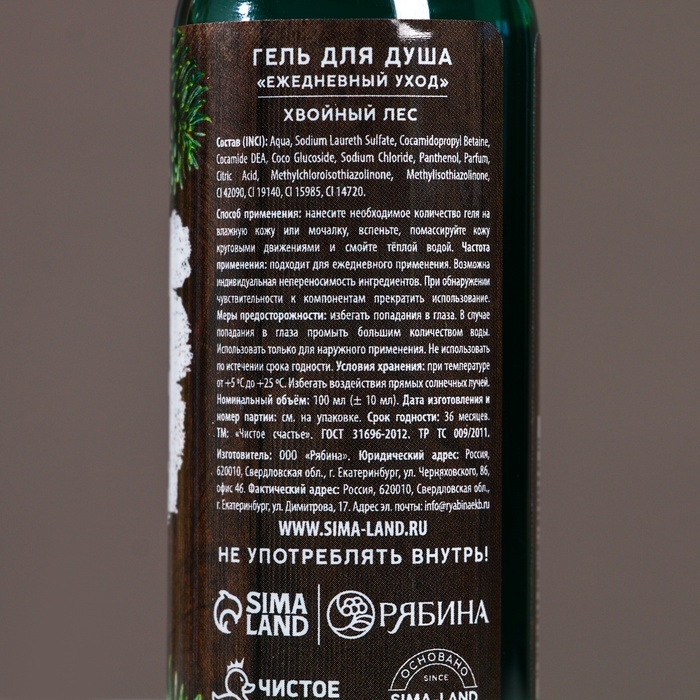 ГЕЛЬ ДЛЯ ДУША
«ЕЖЕДНЕВНЫЙ УХОД»
ХВОЙНЫЙ ЛЕС
Состав (INCI): Aqua, Sodium Laureth Sulfate, Cocamidopropyl Betaine,
Cocamide DEA, Coco Glucoside, Sodium Chloride, Panthenol, Parfum,
Citric Acid, Methylchloroisothiazolinone, Methylisothiazolinone,
CI 42090, CI 19140, CI 15985, CI 14720.
Способ применения: нанесите необходимое количество геля на
влажную кожу или мочалку, вспеньте, помассируйте кожу
круговыми движениями и смойте тёплой водой. Частота
применения: подходит для ежедневного применения. Возможна
индивидуальная непереносимость ингредиентов. При обнаружении
чувствительности к компонентам прекратить использование.
Меры предосторожности: избегать попадания в глаза. В случае
попадания в глаза промыть большим количеством воды.
Использовать только для наружного применения. Не использовать
по истечении срока годности. Условия хранения: при температуре
от +5 °C до +25 °C. Избегать воздействия прямых солнечных лучей.
Номинальный объём: 100 мл (± 10 мл). Дата изготовления и
номер партии: см. на упаковке. Срок годности: 36 месяцев.
ТМ: «Чистое счастье». ГОСТ 31696-2012. ТР ТС 009/2011.
Изготовитель: ООО «Рябина». Юридический адрес: Россия,
620010, Свердловская обл., г. Екатеринбург, ул. Черняховского, 86,
офис 46. Фактический адрес: Россия, 620010, Свердловская обл.,
г. Екатеринбург, ул. Димитрова, 17. Адрес эл. почты: info@ryabinaekb.ru
WWW.SIMA-LAND.RU
НЕ УПОТРЕБЛЯТЬ ВНУТРЬ!
SIMA LAND
РЯБИНА
ЧИСТОЕ
ОСНОВАНО
SINCE
SIMA-LAND